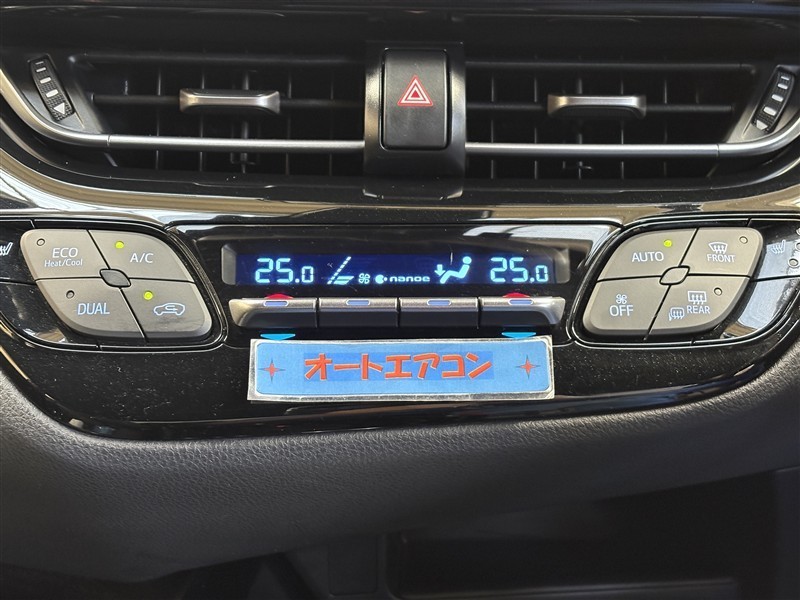 ECO
Heat/Cool
A/C
DUAL
25.0
nanoe
25.0
AUTO
FRONT
OFF
REAR
オートエアコン